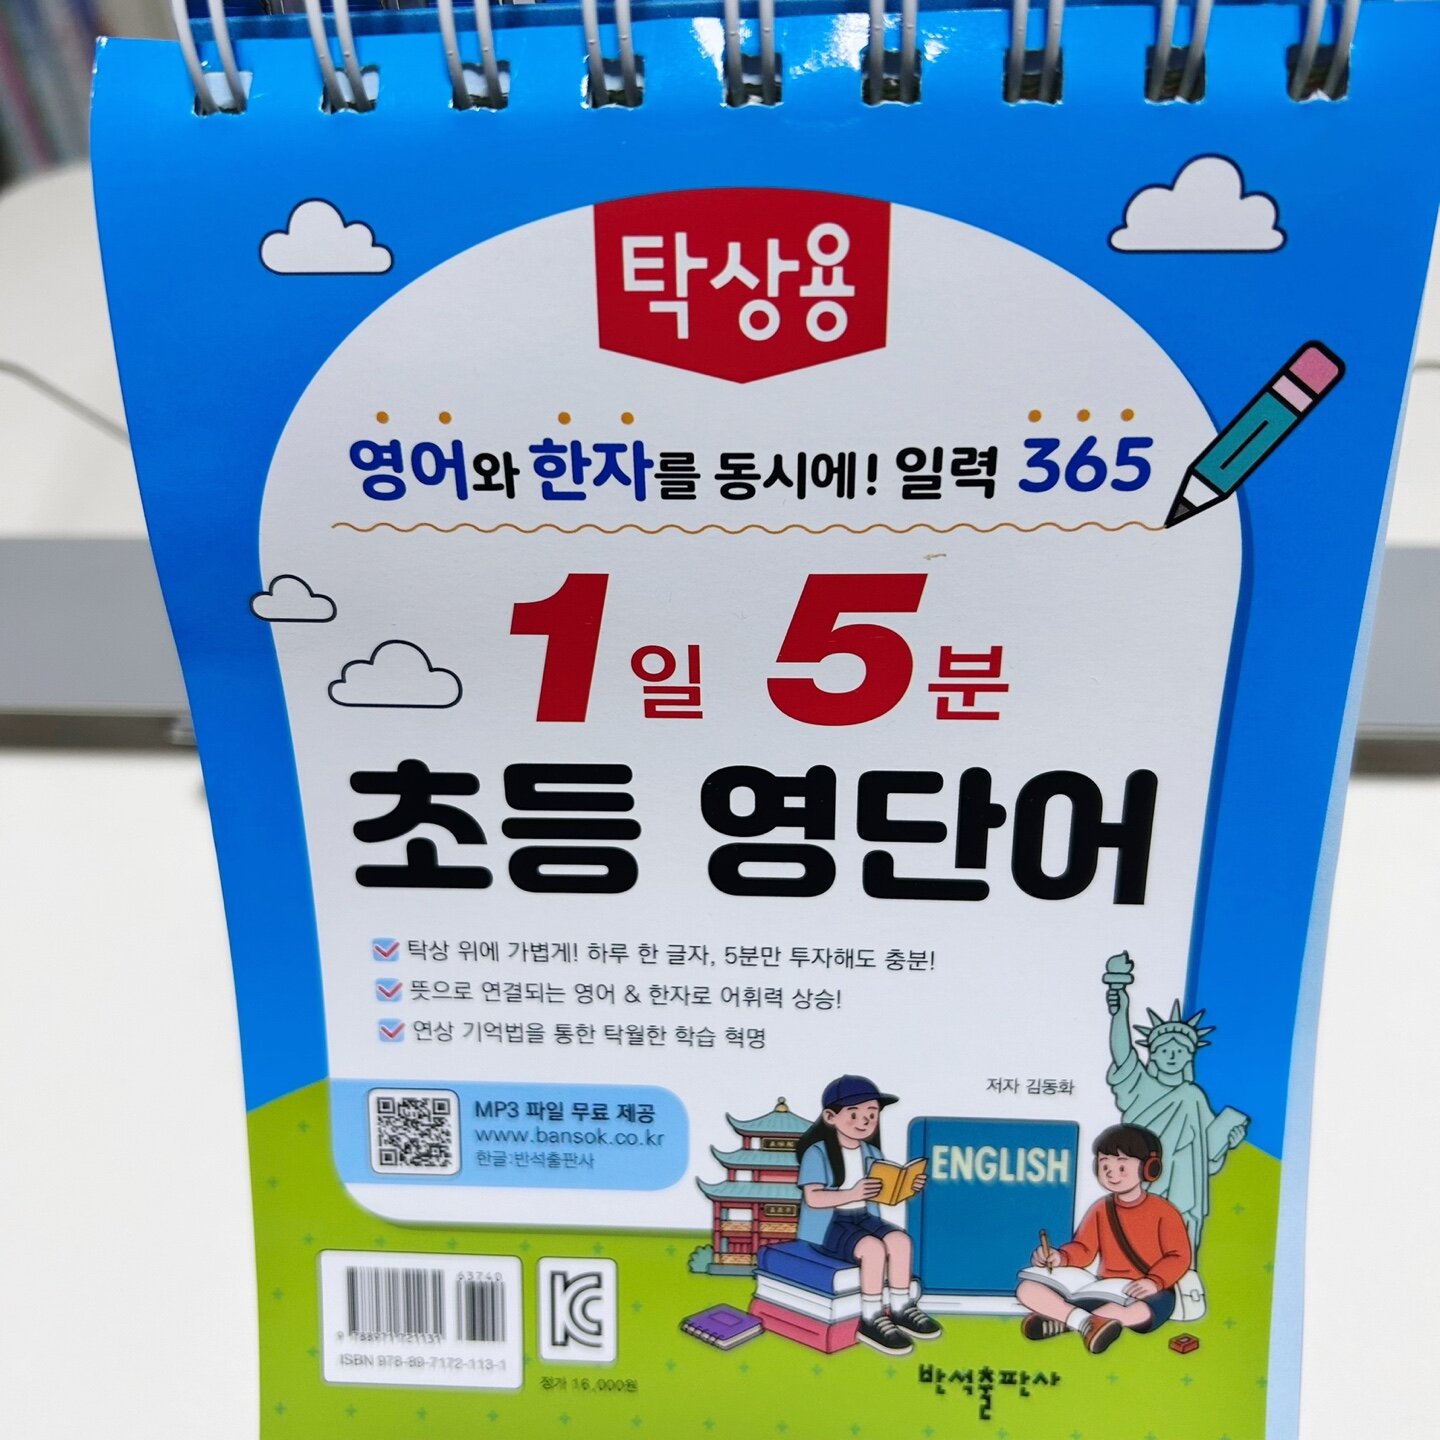 탁상용
영어와 한자를 동시에! 일력 365
1일 5분
초등 영단어
탁상 위에 가볍게! 하루 한 글자, 5분만 투자해도 충분!
뜻으로 연결되는 영어 & 한자로 어휘력 상승!
연상 기억법을 통한 탁월한 학습 혁명
저자 김동화
MP3 파일 무료 제공
www.bansok.co.kr
한글:반석출판사
ENGLISH
63740
9 788971 721131
ISBN 978-89-7172-113-1
정가 16,000원
반석출판사